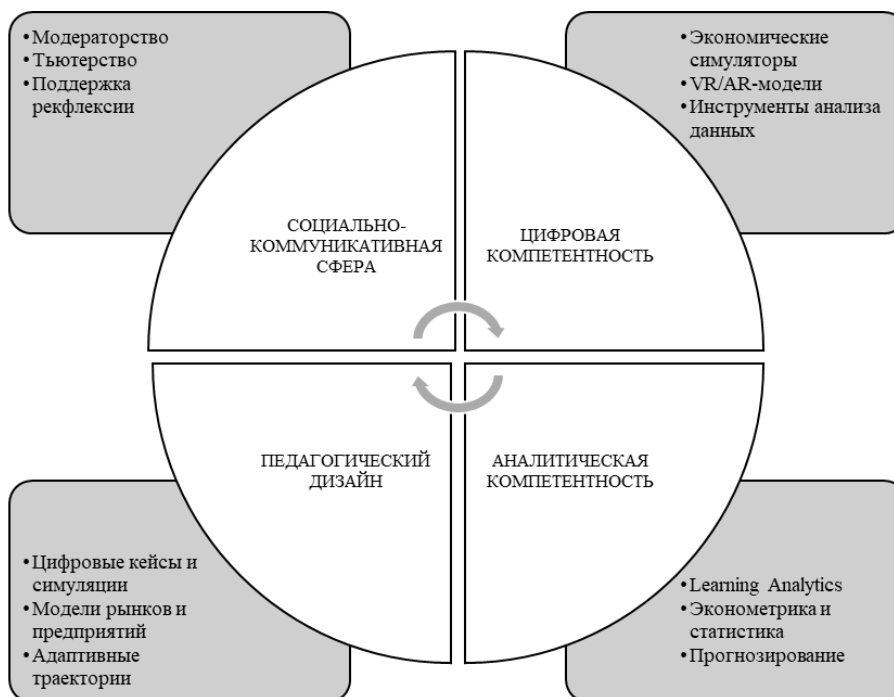 • Модераторство
• Тьютерство
• Поддержка
рекфлексии
• Экономические
симуляторы
• VR/AR-модели
• Инструменты анализа
данных
СОЦИАЛЬНО-
КОММУНИКАТИВНАЯ
СФЕРА
ЦИФРОВАЯ
КОМПЕТЕНТНОСТЬ
ПЕДАГОГИЧЕСКИЙ
ДИЗАЙН
АНАЛИТИЧЕСКАЯ
КОМПЕТЕНТНОСТЬ
• Цифровые кейсы и
симуляции
• Модели рынков и
предприятий
• Адаптивные
траектории
• Learning Analytics
• Эконометрика и
статистика
• Прогнозирование